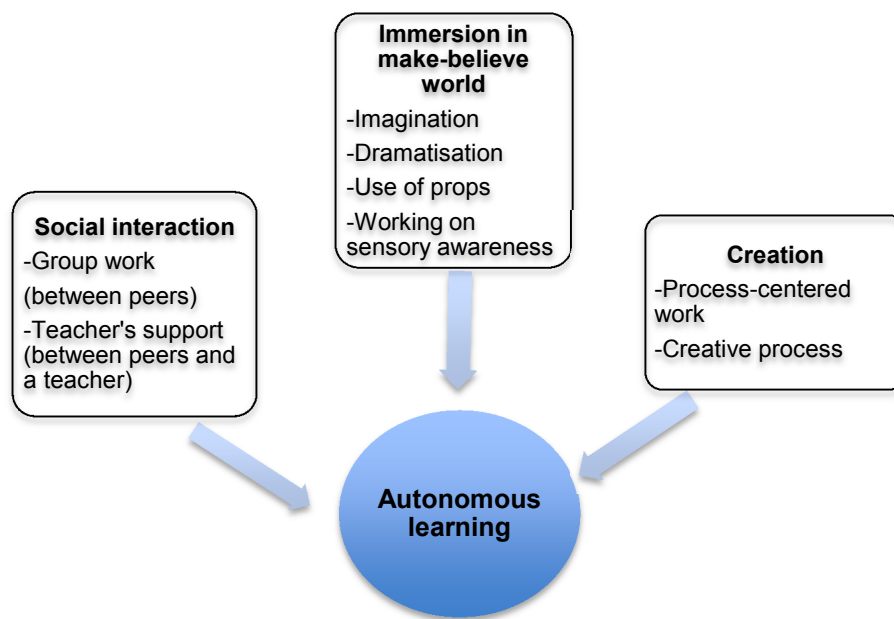 Immersion in
make-believe
world
-Imagination
-Dramatisation
-Use of props
-Working on
sensory awareness
Social interaction
-Group work
(between peers)
-Teacher's support
(between peers and
a teacher)
Creation
-Process-centered
work
-Creative process
Autonomous
learning